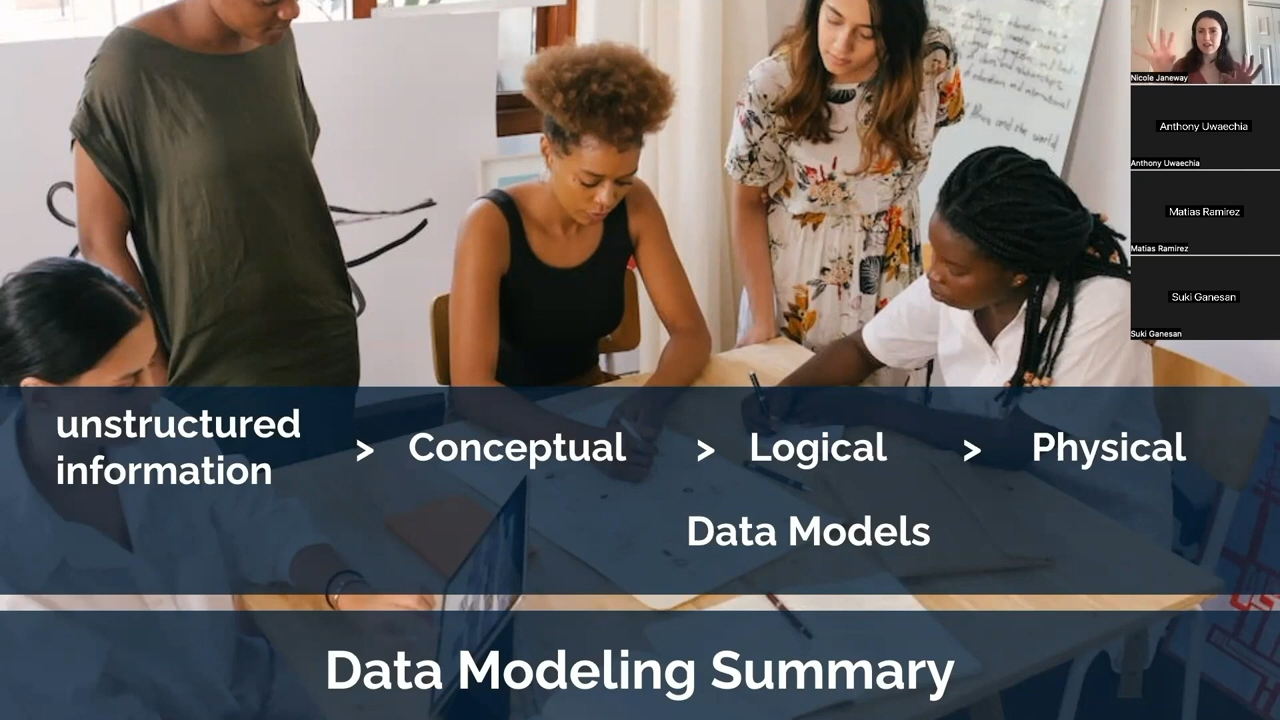 Nicole Janeway
Anthony Uwaechia
Anthony Uwaechia
Matias Ramirez
Matias Ramirez
Suki Ganesan
Suki Ganesan
unstructured
information
> Conceptual > Logical > Physical
Data Models
Data Modeling Summary